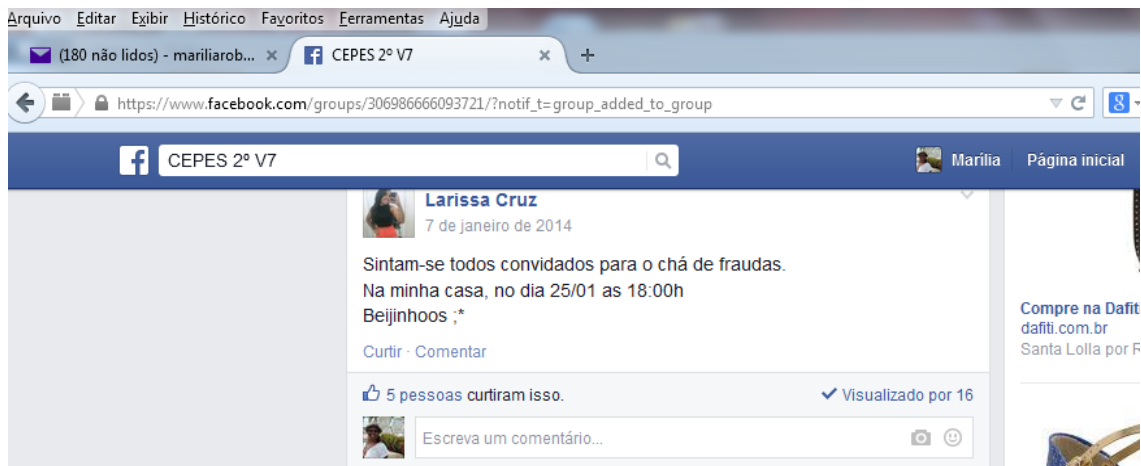 Arquivo Editar Exibir Histórico Favoritos Ferramentas Ajuda
(180 não lidos) - mariliarob... × CEPES 2º V7 × +
https://www.facebook.com/groups/306986666093721/?notif_t=group_added_to_group
CEPES 2º V7 Marília Página inicial
Larissa Cruz
7 de janeiro de 2014
Sintam-se todos convidados para o chá de fraudas.
Na minha casa, no dia 25/01 as 18:00h
Beijinhoos ;*
Curtir · Comentar
5 pessoas curtiram isso. Visualizado por 16
Escreva um comentário...
Compre na Dafiti
dafiti.com.br
Santa Lolla por R